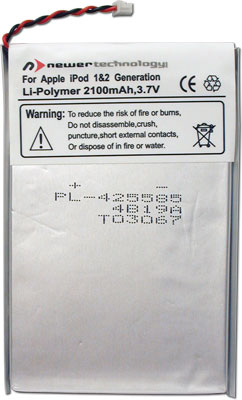 newertechnology
For Apple iPod 1&2 Generation
Li-Polymer 2100mAh,3.7V
CE
Warning: To reduce the risk of fire or burns,
Do not disassemble, crush,
puncture,short external contacts,
Or dispose of in fire or water.
+ -
PL-425585
4B19A
T03067